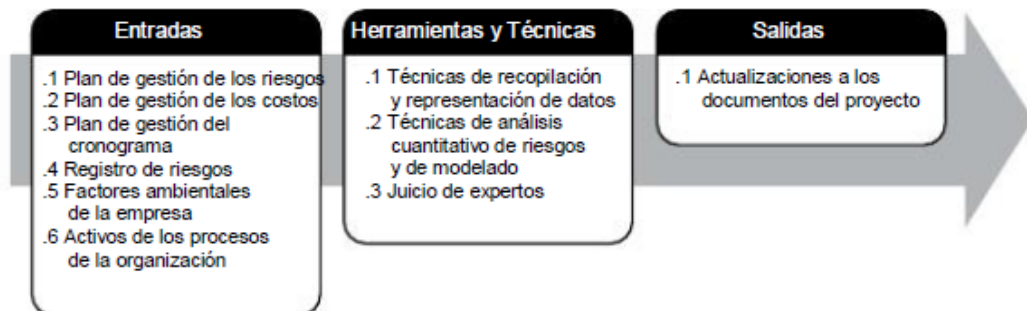 Entradas
.1 Plan de gestión de los riesgos
.2 Plan de gestión de los costos
.3 Plan de gestión del
cronograma
.4 Registro de riesgos
.5 Factores ambientales
de la empresa
.6 Activos de los procesos
de la organización
Herramientas y Técnicas
.1 Técnicas de recopilación
y representación de datos
.2 Técnicas de análisis
cuantitativo de riesgos
y de modelado
.3 Juicio de expertos
Salidas
.1 Actualizaciones a los
documentos del proyecto